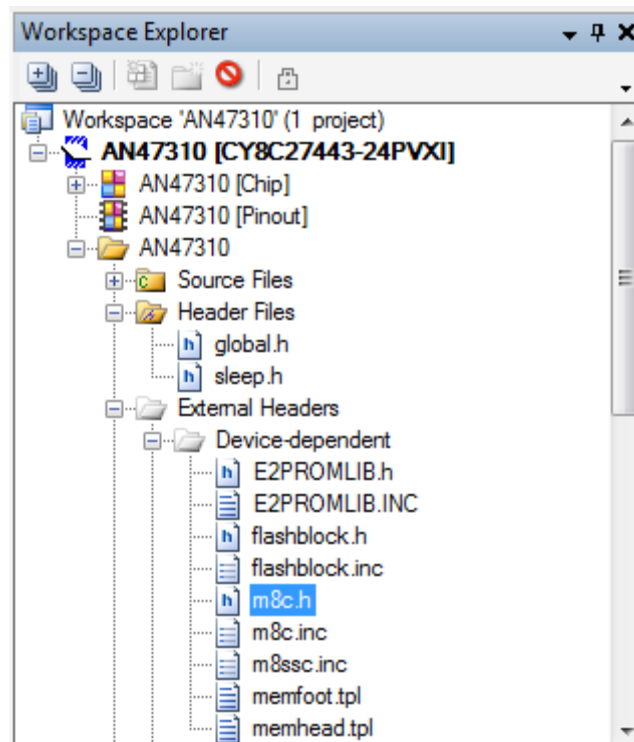 Workspace Explorer
Workspace 'AN47310' (1 project)
AN47310 [CY8C27443-24PVXI]
AN47310 [Chip]
AN47310 [Pinout]
AN47310
Source Files
Header Files
global.h
sleep.h
External Headers
Device-dependent
E2PROMLIB.h
E2PROMLIB.INC
flashblock.h
flashblock.inc
m8c.h
m8c.inc
m8ssc.inc
memfoot.tpl
memhead.tpl